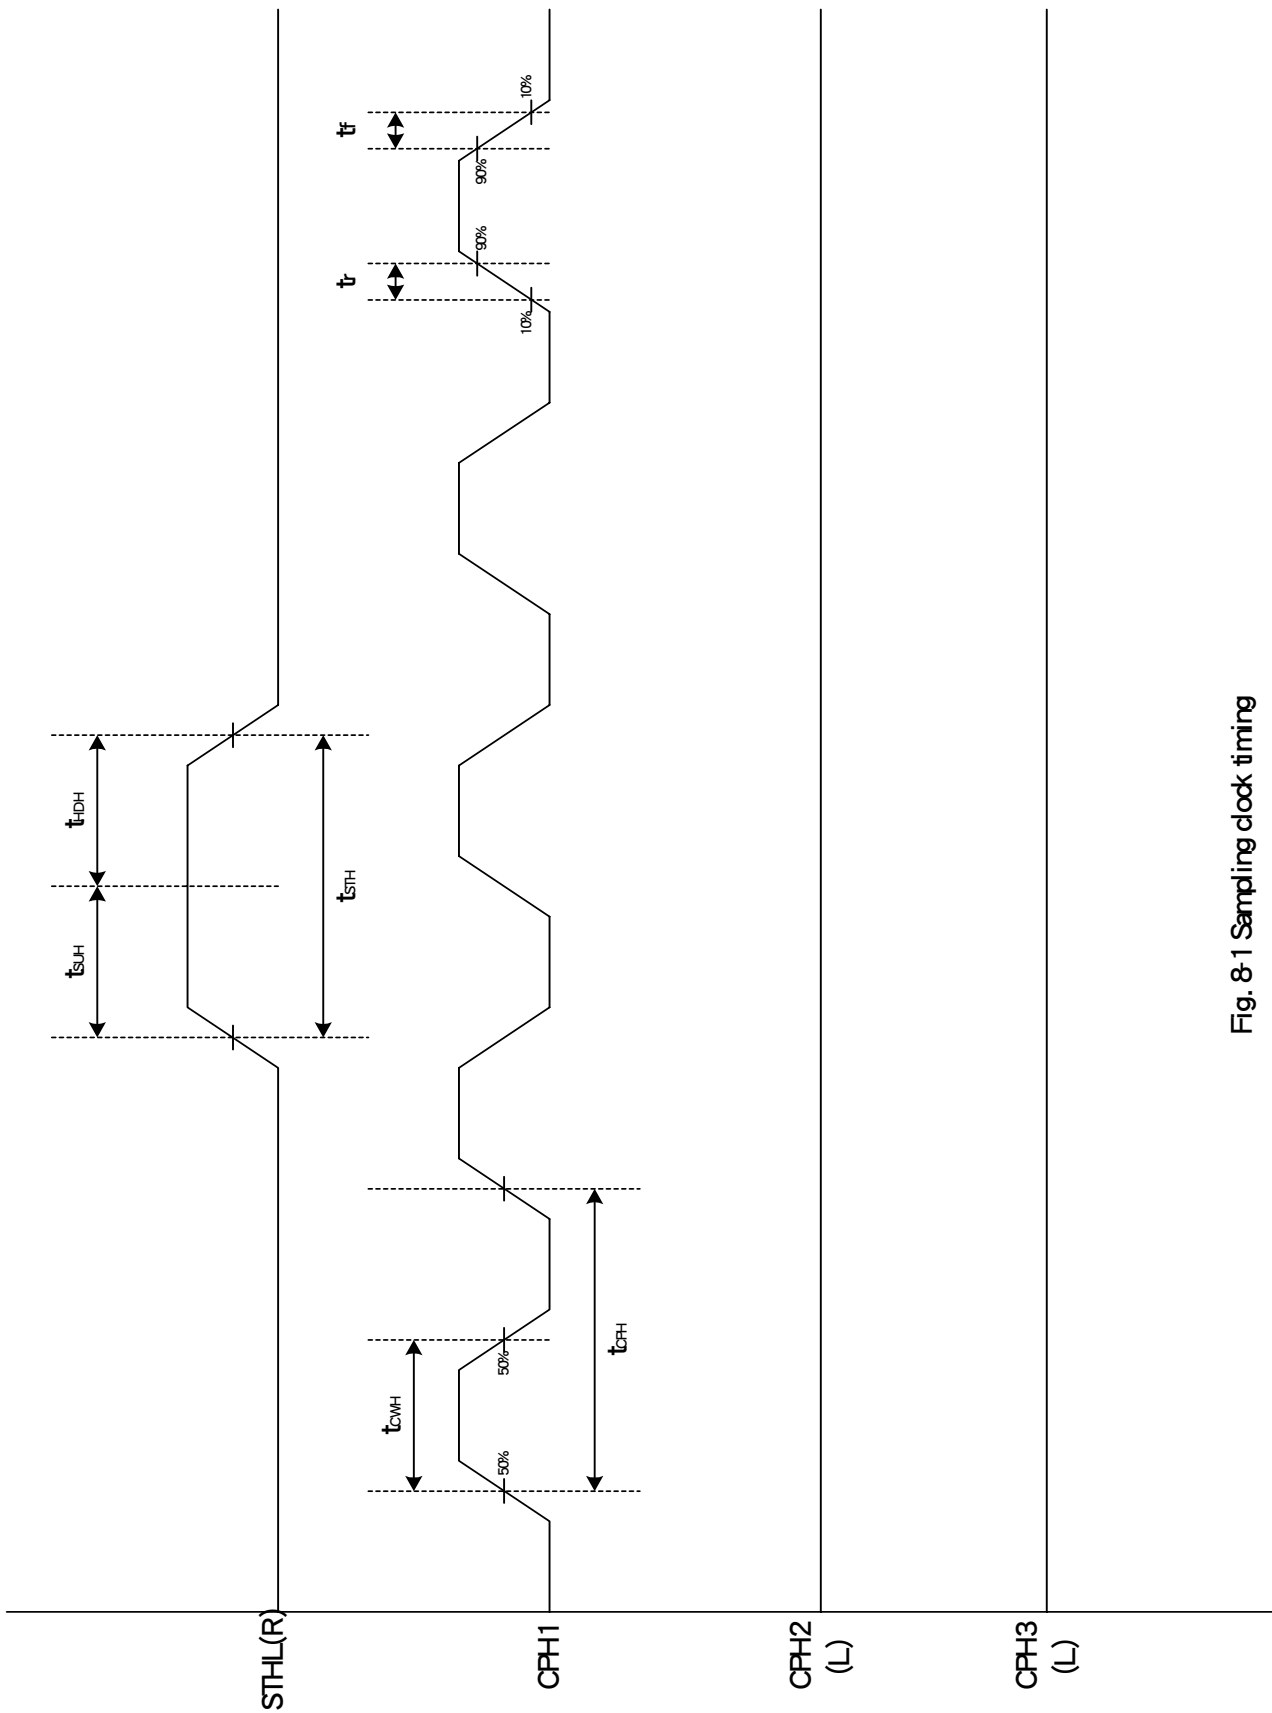 tSUH
tHDH
STHL(R)
tSTH
tCWH
tr
tf
50%
50%
10%
90%
90%
10%
CPH1
tCPH
CPH2
(L)
CPH3
(L)
Fig. 8-1 Sampling clock timing